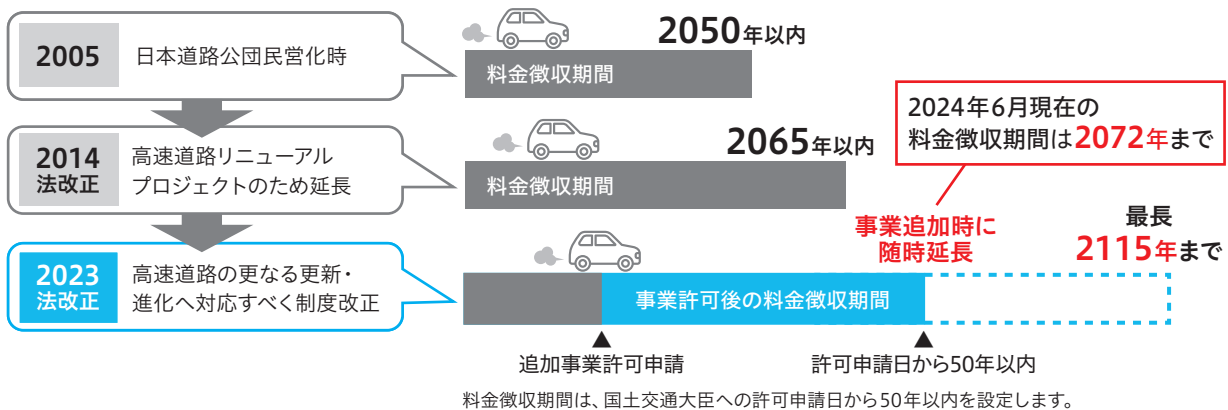 2005
日本道路公団民営化時
2050年以内
料金徴収期間
2014
法改正
高速道路リニューアル
プロジェクトのため延長
2065年以内
料金徴収期間
2024年6月現在の
料金徴収期間は2072年まで
2023
法改正
高速道路の更なる更新・
進化へ対応すべく制度改正
事業追加時に
随時延長
最長
2115年まで
事業許可後の料金徴収期間
追加事業許可申請
許可申請日から50年以内
料金徴収期間は、国土交通大臣への許可申請日から50年以内を設定します。